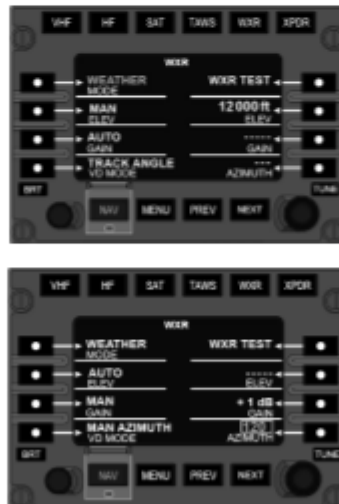 VHF HF SAT TAWS WXR XPDR
WXR
WEATHER WXR TEST
MODE
MAN 12000 ft
ELEV ELEV
AUTO -----
GAIN GAIN
TRACK ANGLE ---
VD MODE AZIMUTH
BRT TUNE
NAV MENU PREV NEXT
VHF HF SAT TAWS WXR XPDR
WXR
WEATHER WXR TEST
MODE
AUTO -----
ELEV ELEV
MAN + 1 dB
GAIN GAIN
MAN AZIMUTH 120
VD MODE AZIMUTH
BRT TUNE
NAV MENU PREV NEXT